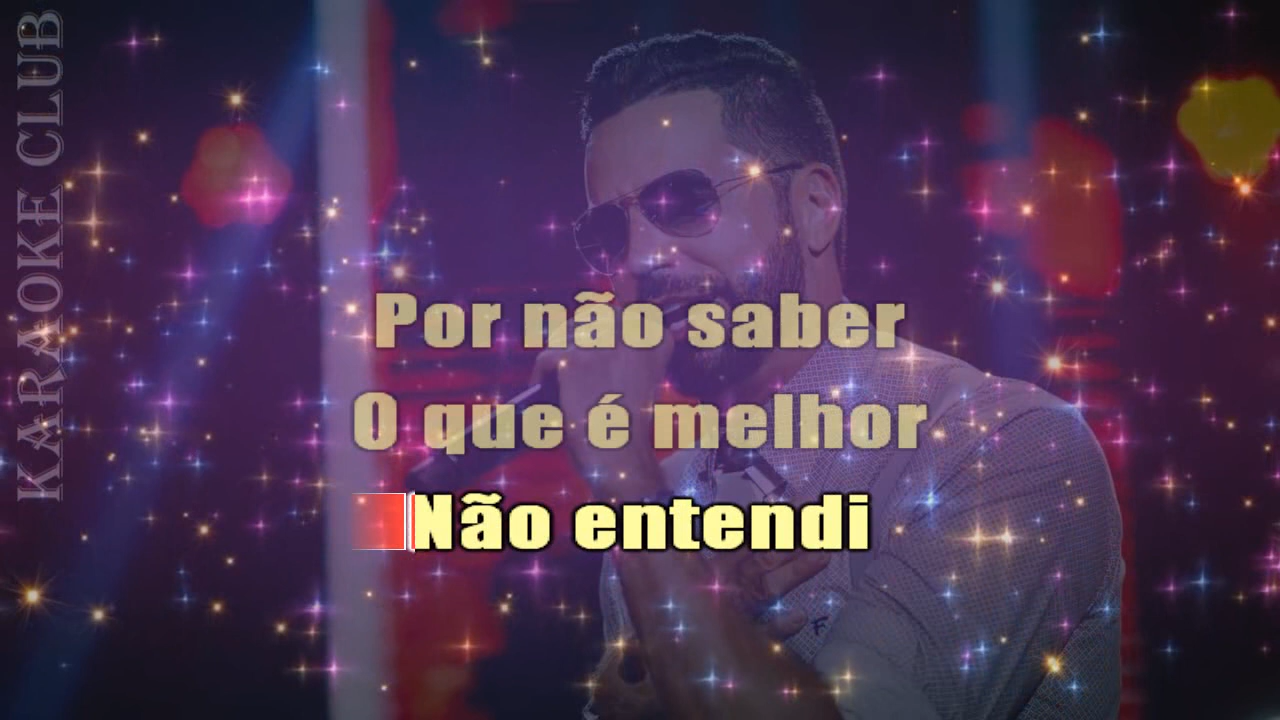 KARAOKE CLUB
Por não saber
O que é melhor
Não entendi